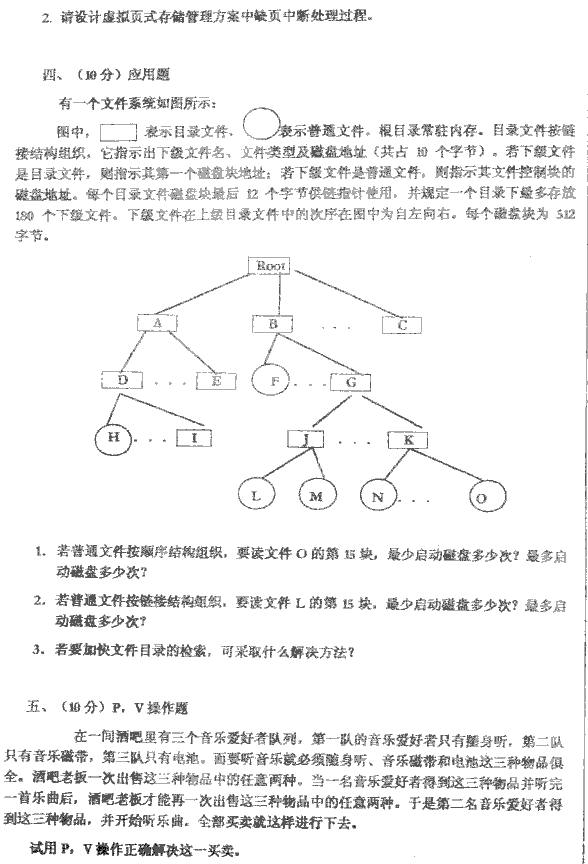 2. 请设计虚拟页式存储管理方案中缺页中断处理过程。
四、（10分）应用题
有一个文件系统如图所示：
图中，  表示目录文件，  表示普通文件。根目录常驻内存。目录文件按链
接结构组织，它指示出下级文件名、文件类型及磁盘地址（共占 10 个字节）。若下级文件
是目录文件，则指示其第一个磁盘块地址；若下级文件是普通文件，则指示其文件控制块的
磁盘地址。每个目录文件磁盘块最后 12 个字节供链指针使用，并规定一个目录下最多存放
180 个下级文件。下级文件在上级目录文件中的次序在图中为自左向右。每个磁盘块为 512
字节。
Root
A B . . . C
D . . . E F . . . G
H . . . I J . . . K
L M N . . . O
1. 若普通文件按顺序结构组织，要读文件 O 的第 15 块，最少启动磁盘多少次？最多启
动磁盘多少次？
2. 若普通文件按链接结构组织，要读文件 L 的第 15 块，最少启动磁盘多少次？最多启
动磁盘多少次？
3. 若要加快文件目录的检索，可采取什么解决方法？
五、（10 分）P，V 操作题
在一间酒吧里有三个音乐爱好者队列，第一队的音乐爱好者只有随身听，第二队
只有音乐磁带，第三队只有电池。而要听音乐就必须随身听、音乐磁带和电池这三种物品俱
全。酒吧老板一次出售这三种物品中的任意两种。当一名音乐爱好者得到这三种物品并听完
一首乐曲后，酒吧老板才能再一次出售这三种物品中的任意两种。于是第二名音乐爱好者得
到这三种物品，并开始听乐曲。全部买卖就这样进行下去。
试用 P，V 操作正确解决这一买卖。